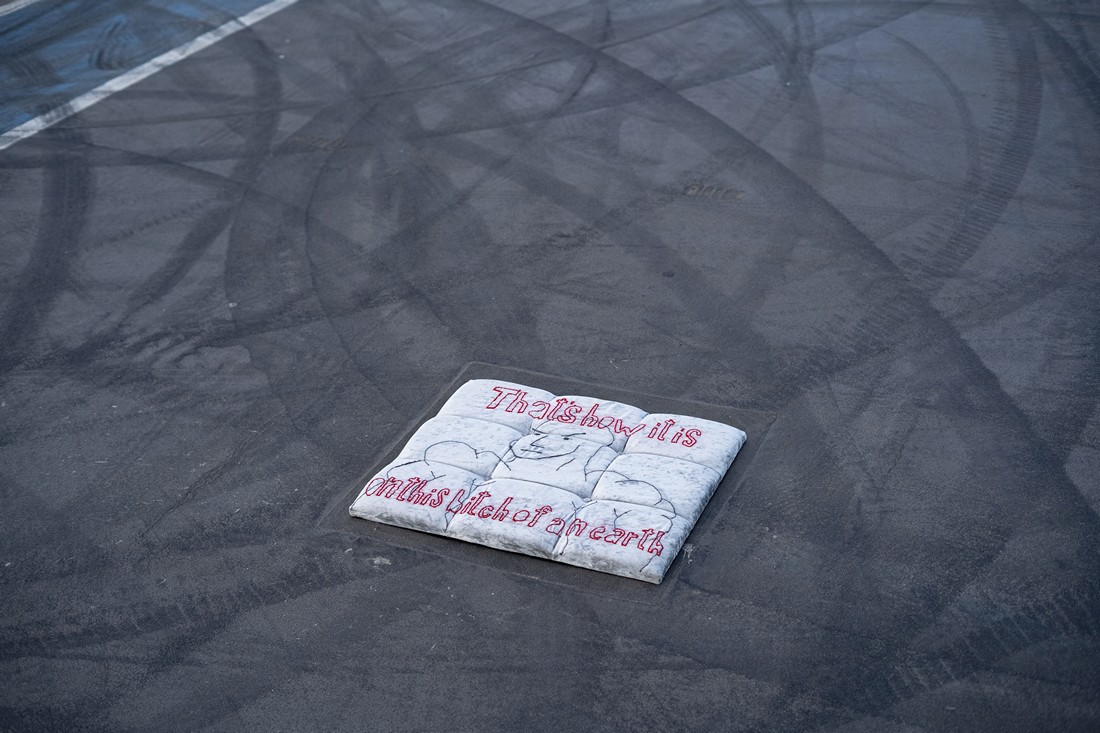 That's how it is
on this bitch of an earth